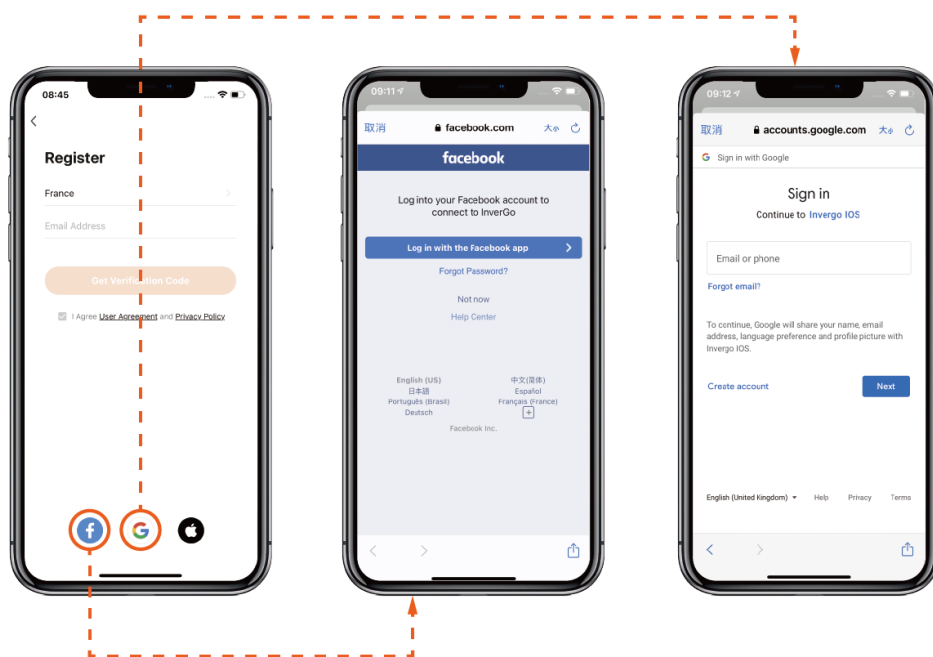 08:45
Register
France
Email Address
Get Verification Code
I Agree User Agreement and Privacy Policy
09:11
取消
facebook.com
大小
facebook
Log into your Facebook account to
connect to InverGo
Log in with the Facebook app
Forgot Password?
Not now
Help Center
English (US)
中文(简体)
日本語
Español
Português (Brasil)
Français (France)
Deutsch
Facebook Inc.
09:12
取消
accounts.google.com
大小
Sign in with Google
Sign in
Continue to Invergo IOS
Email or phone
Forgot email?
To continue, Google will share your name, email
address, language preference and profile picture with
Invergo IOS.
Create account
Next
English (United Kingdom)
Help
Privacy
Terms